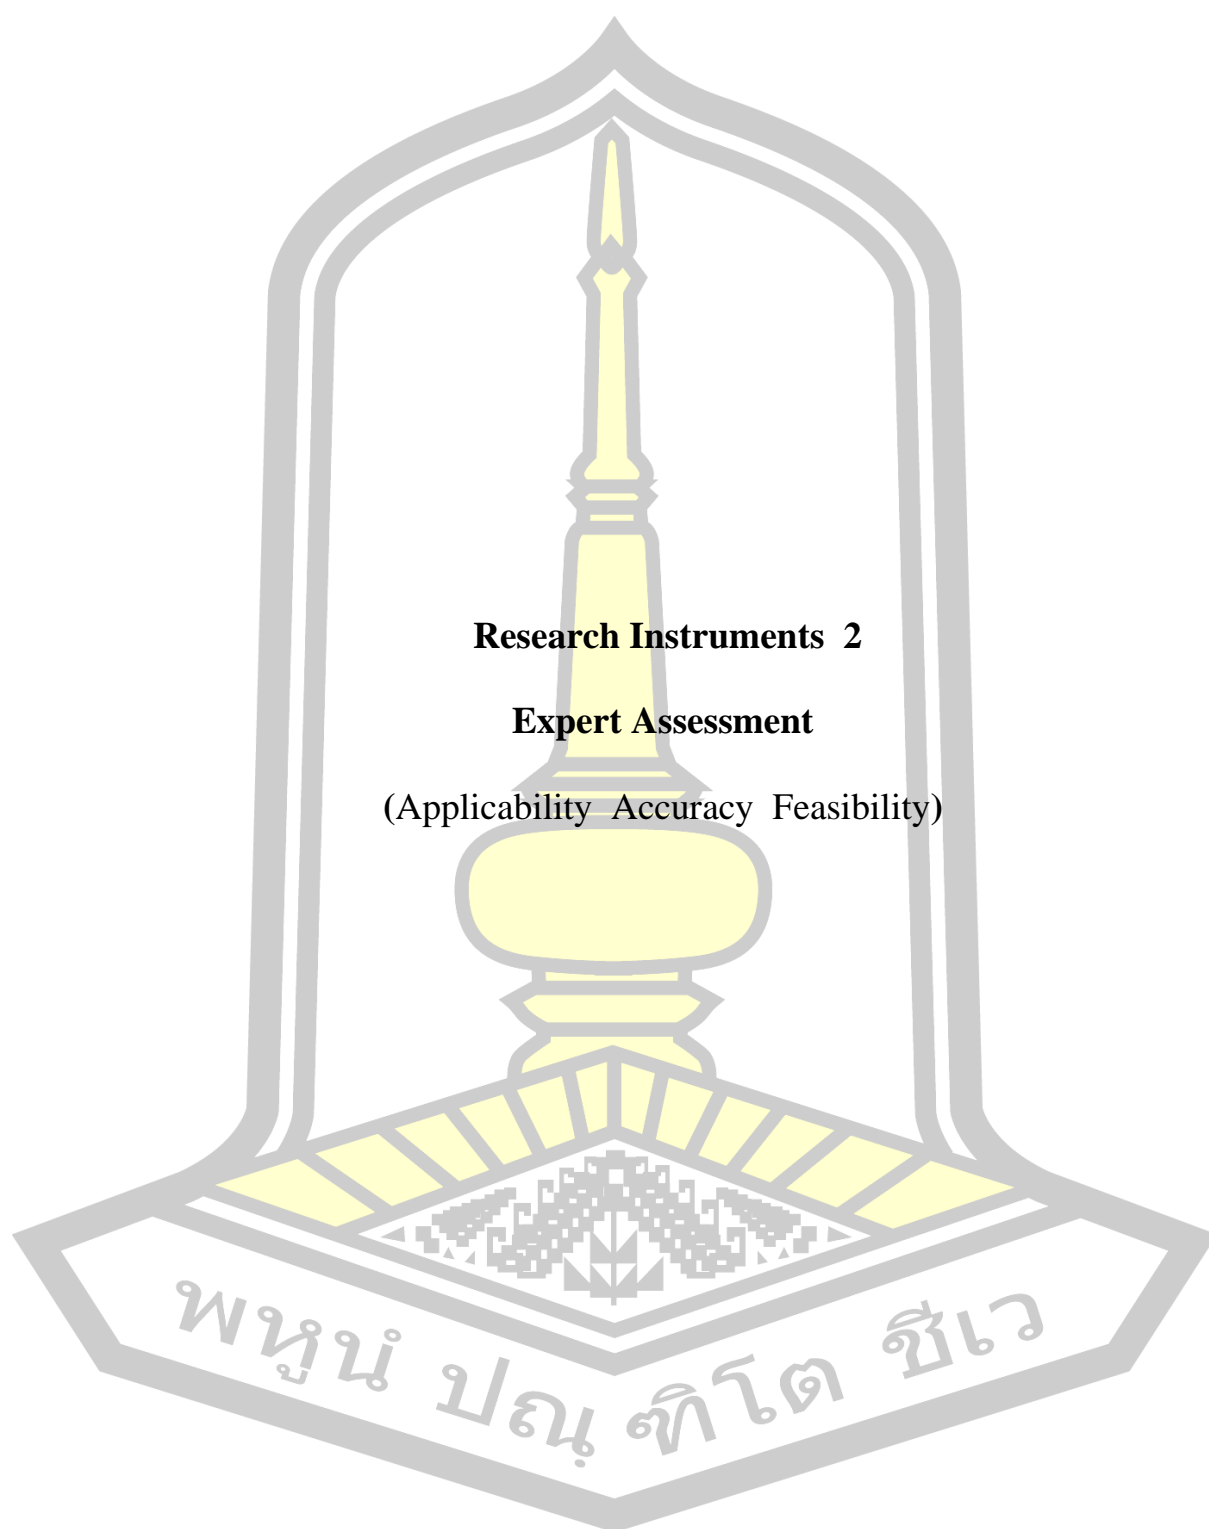 Research Instruments 2
Expert Assessment
(Applicability Accuracy Feasibility)
พหูนํ ปณฺ ฑิโต ชีเว